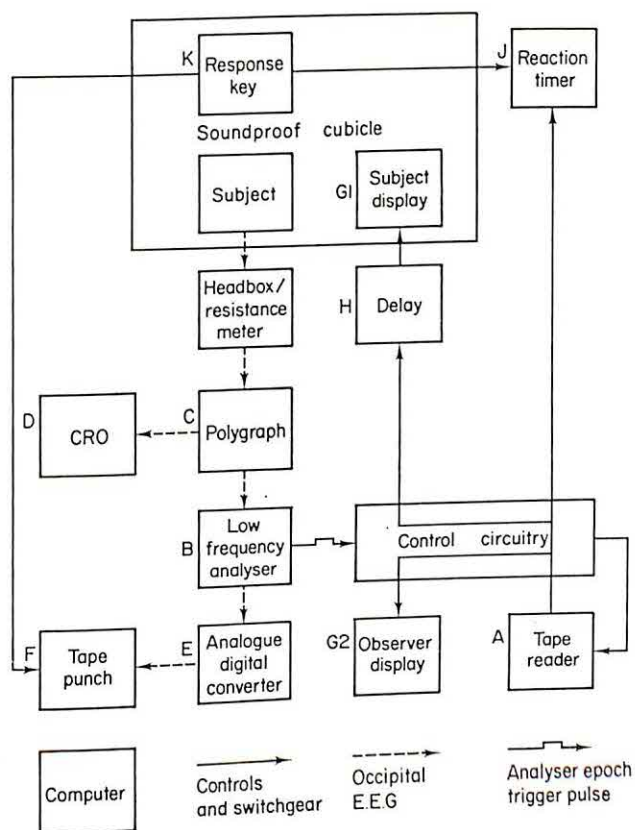 K
Response
key
J
Reaction
timer
Soundproof cubicle
Subject
G1
Subject
display
Headbox/
resistance
meter
H
Delay
D
CRO
C
Polygraph
B
Low
frequency
analyser
Control circuitry
F
Tape
punch
E
Analogue
digital
converter
G2
Observer
display
A
Tape
reader
Computer
Controls
and switchgear
Occipital
E.E.G
Analyser epoch
trigger pulse